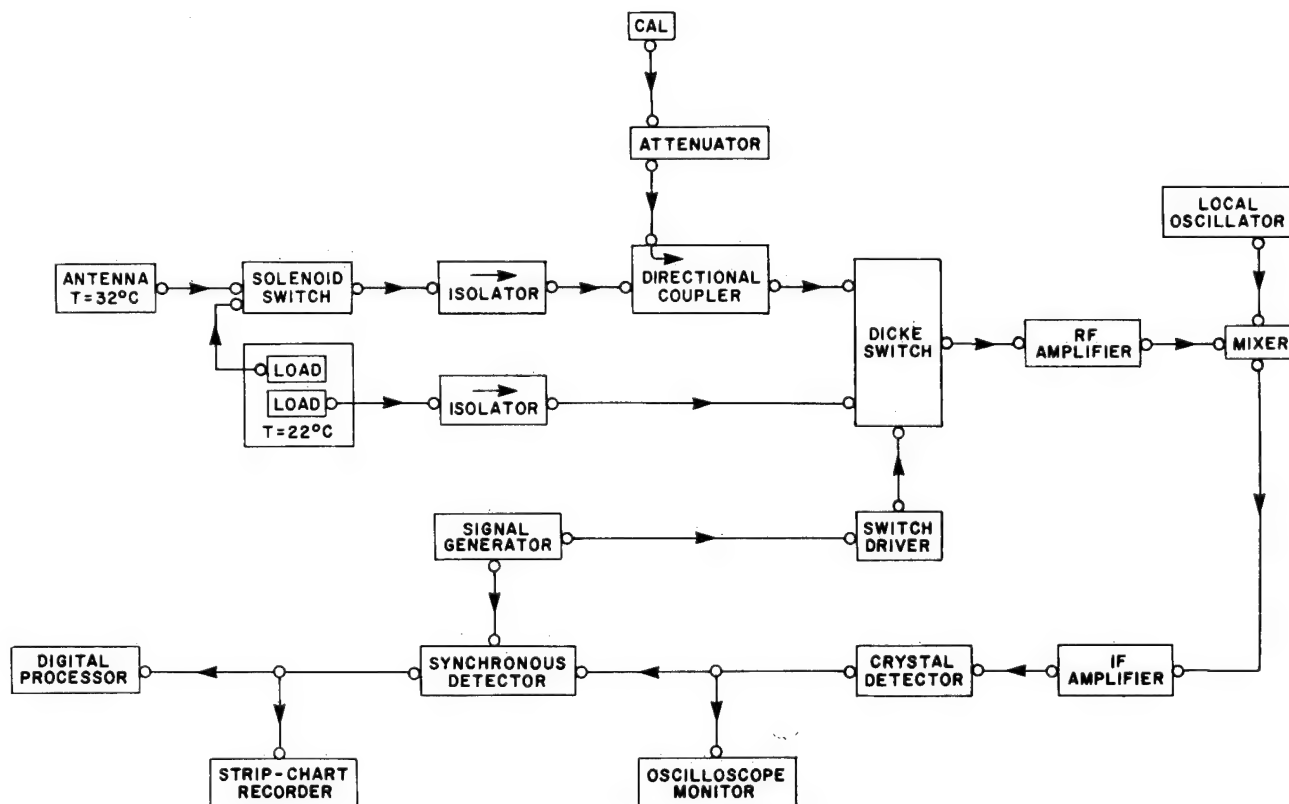 CAL
ATTENUATOR
LOCAL
OSCILLATOR
ANTENNA
T=32°C
SOLENOID
SWITCH
ISOLATOR
DIRECTIONAL
COUPLER
DICKE
SWITCH
RF
AMPLIFIER
MIXER
LOAD
LOAD
T=22°C
ISOLATOR
SIGNAL
GENERATOR
SWITCH
DRIVER
DIGITAL
PROCESSOR
SYNCHRONOUS
DETECTOR
CRYSTAL
DETECTOR
IF
AMPLIFIER
STRIP-CHART
RECORDER
OSCILLOSCOPE
MONITOR